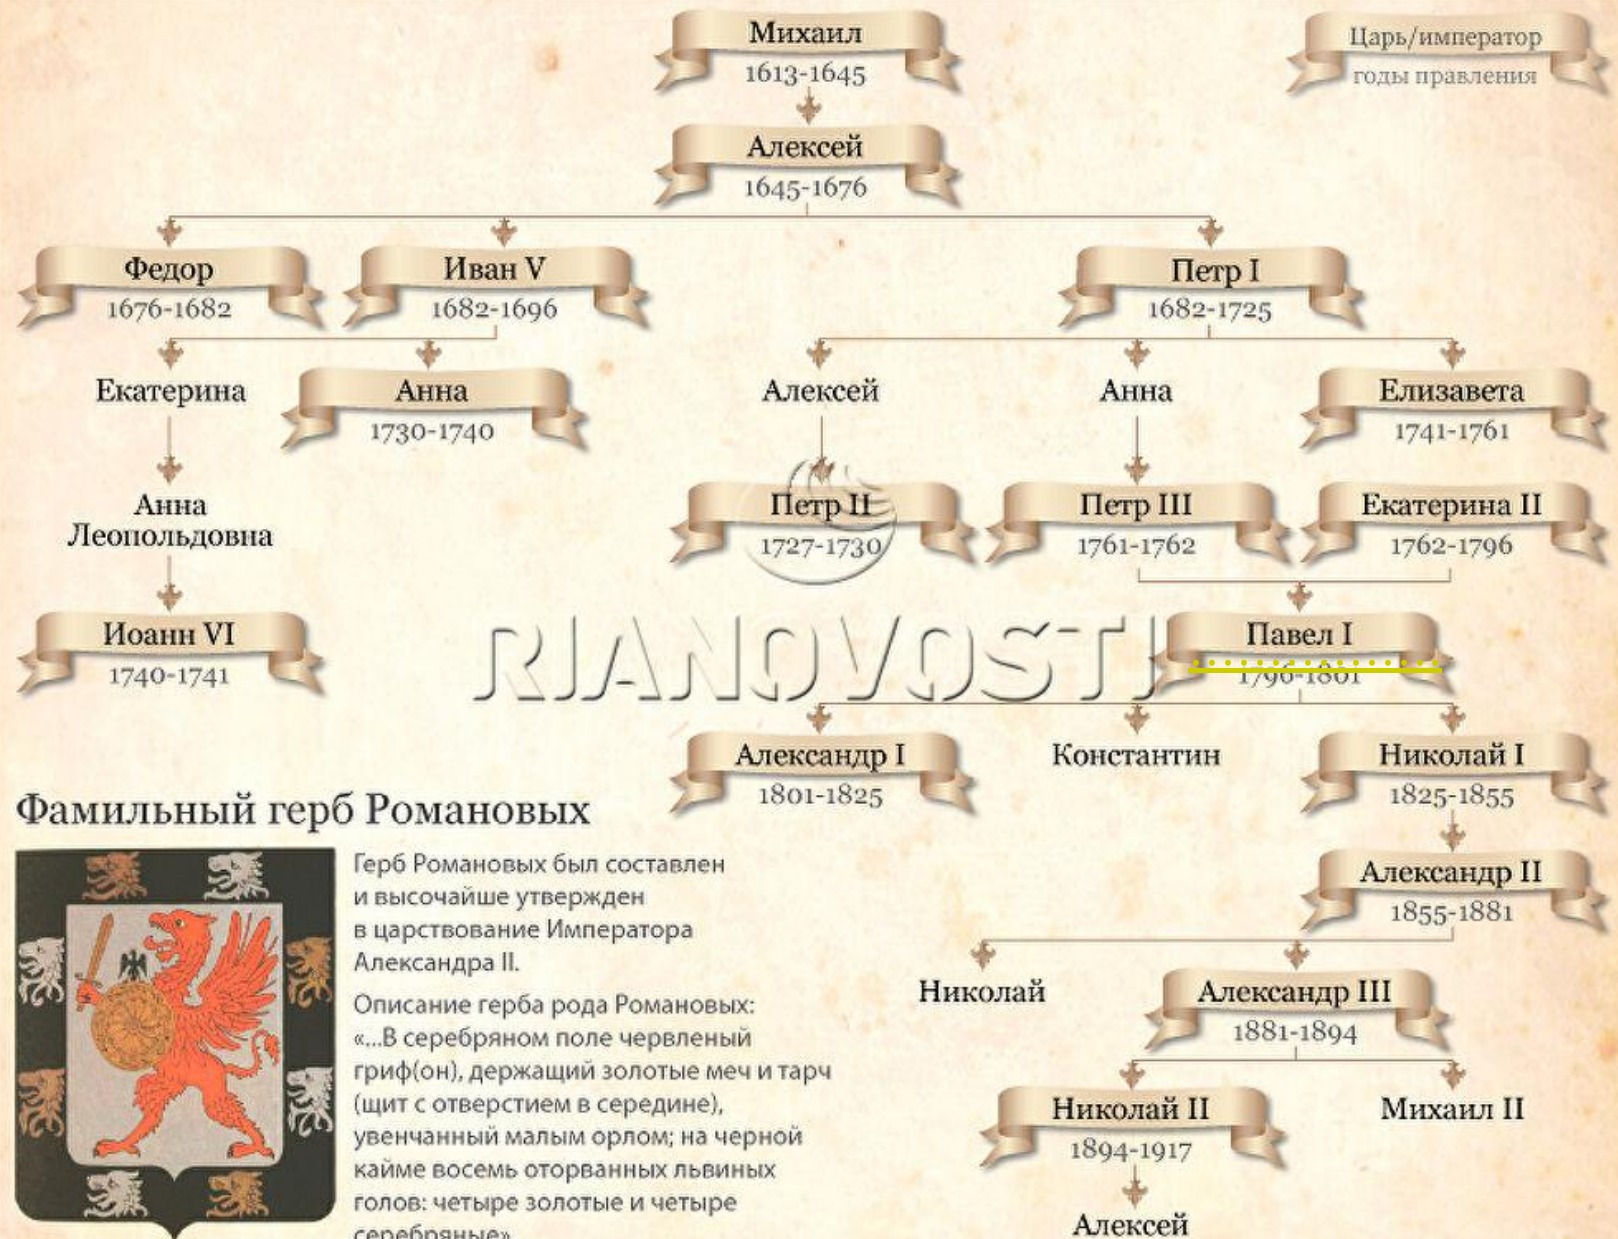 Михаил
1613-1645
Царь/император
годы правления
Алексей
1645-1676
Федор
1676-1682
Иван V
1682-1696
Петр I
1682-1725
Екатерина
Анна
1730-1740
Алексей
Анна
Елизавета
1741-1761
Анна
Леопольдовна
Петр II
1727-1730
Петр III
1761-1762
Екатерина II
1762-1796
Иоанн VI
1740-1741
RIANOVOSTI
Павел I
1796-1801
Александр I
1801-1825
Константин
Николай I
1825-1855
Александр II
1855-1881
Николай
Александр III
1881-1894
Николай II
1894-1917
Михаил II
Алексей
Фамильный герб Романовых
Герб Романовых был составлен
и высочайше утвержден
в царствование Императора
Александра II.
Описание герба рода Романовых:
«...В серебряном поле червленый
гриф(он), держащий золотые меч и тарч
(щит с отверстием в середине),
увенчанный малым орлом; на черной
кайме восемь оторванных львиных
голов: четыре золотые и четыре
серебряные»